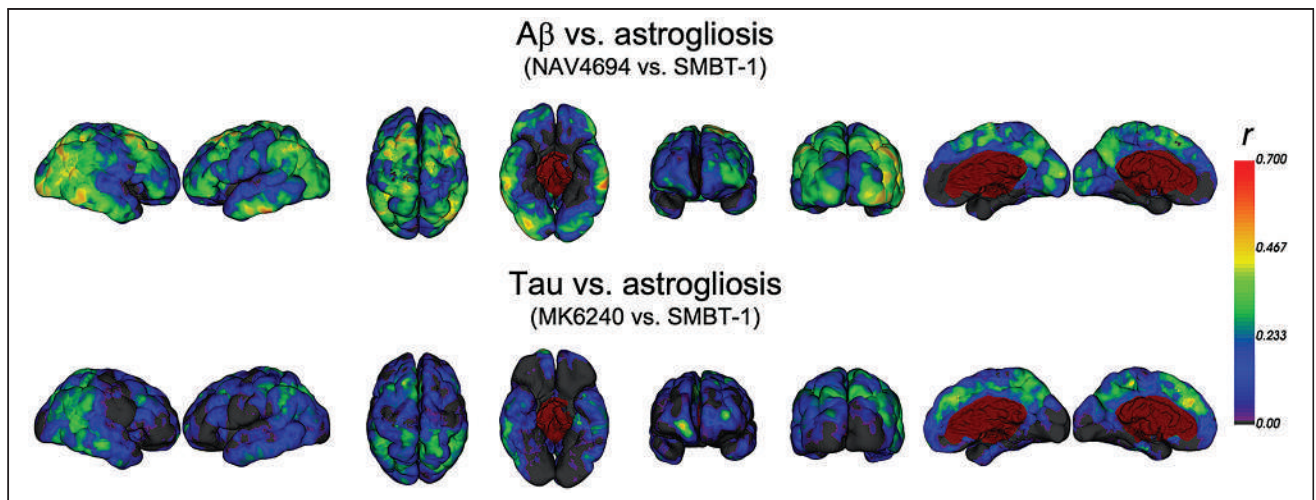 Aβ vs. astrogliosis
(NAV4694 vs. SMBT-1)
r
0.700
0.467
0.233
0.00
Tau vs. astrogliosis
(MK6240 vs. SMBT-1)